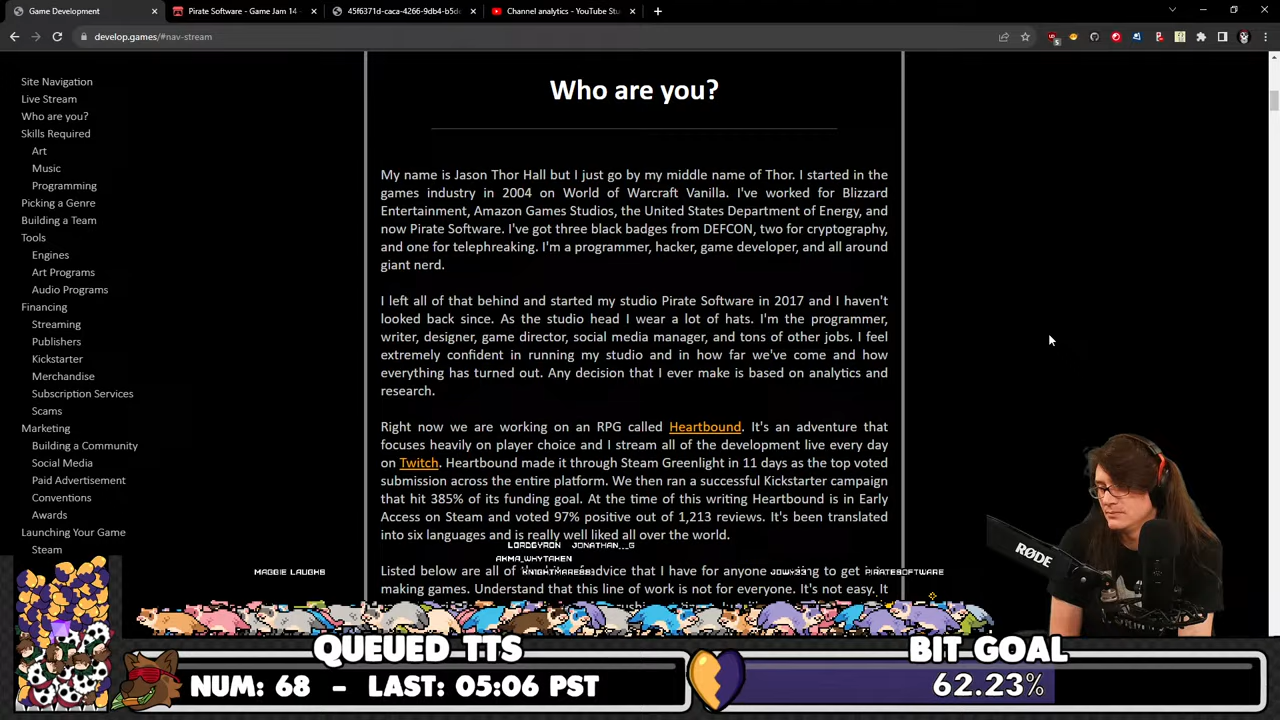 Game Development
Pirate Software - Game Jam 14 -
45f6371d-caca-4266-9db4-b5d
Channel analytics - YouTube Stu
develop.games/#nav-stream
Site Navigation
Live Stream
Who are you?
Skills Required
Art
Music
Programming
Picking a Genre
Building a Team
Tools
Engines
Art Programs
Audio Programs
Financing
Streaming
Publishers
Kickstarter
Merchandise
Subscription Services
Scams
Marketing
Building a Community
Social Media
Paid Advertisement
Conventions
Awards
Launching Your Game
Steam
Who are you?
My name is Jason Thor Hall but I just go by my middle name of Thor. I started in the
games industry in 2004 on World of Warcraft Vanilla. I've worked for Blizzard
Entertainment, Amazon Games Studios, the United States Department of Energy, and
now Pirate Software. I've got three black badges from DEFCON, two for cryptography,
and one for telephreaking. I'm a programmer, hacker, game developer, and all around
giant nerd.
I left all of that behind and started my studio Pirate Software in 2017 and I haven't
looked back since. As the studio head I wear a lot of hats. I'm the programmer,
writer, designer, game director, social media manager, and tons of other jobs. I feel
extremely confident in running my studio and in how far we've come and how
everything has turned out. Any decision that I ever make is based on analytics and
research.
Right now we are working on an RPG called Heartbound. It's an adventure that
focuses heavily on player choice and I stream all of the development live every day
on Twitch. Heartbound made it through Steam Greenlight in 11 days as the top voted
submission across the entire platform. We then ran a successful Kickstarter campaign
that hit 385% of its funding goal. At the time of this writing Heartbound is in Early
Access on Steam and voted 97% positive out of 1,213 reviews. It's been translated
into six languages and is really well liked all over the world.
LORDGYRON JONATHAN__G
AKMA_WHYTAKEN
MAGGIE LAUGHS
PIRATESOFTWARE
Listed below are all of advice that I have for anyone to get
making games. Understand that this line of work is not for everyone. It's not easy. It
RØDE
QUEUED TTS
NUM: 68 - LAST: 05:06 PST
BIT GOAL
62.23%